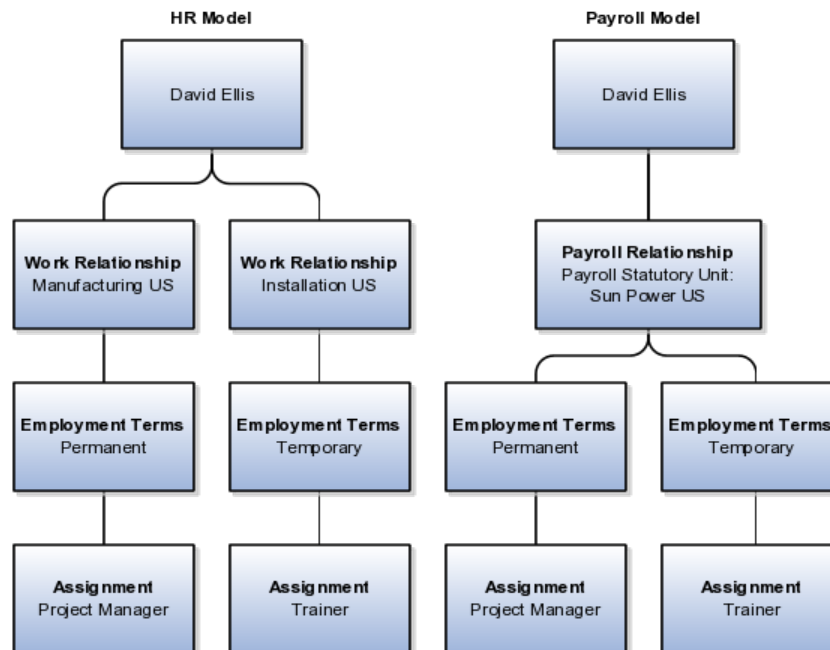 HR Model
Payroll Model
David Ellis
David Ellis
Work Relationship
Manufacturing US
Work Relationship
Installation US
Payroll Relationship
Payroll Statutory Unit:
Sun Power US
Employment Terms
Permanent
Employment Terms
Temporary
Employment Terms
Permanent
Employment Terms
Temporary
Assignment
Project Manager
Assignment
Trainer
Assignment
Project Manager
Assignment
Trainer